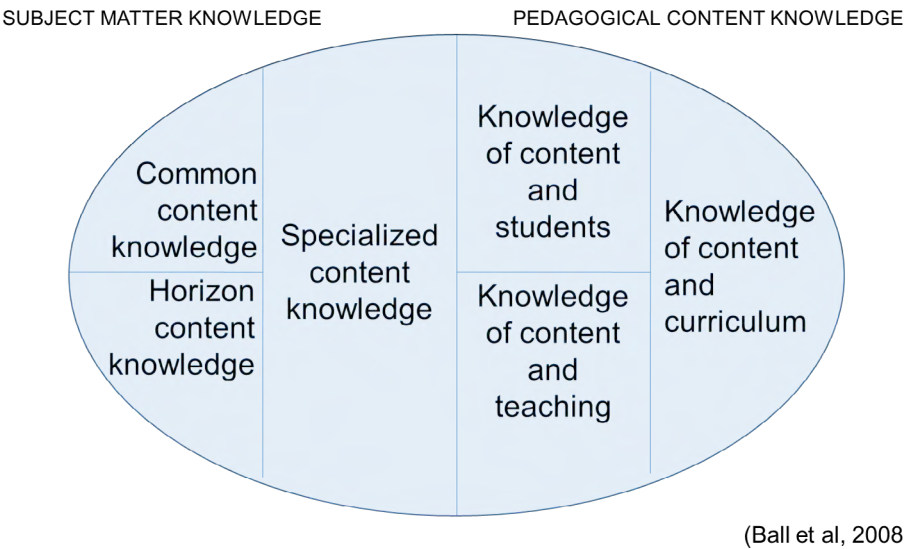 SUBJECT MATTER KNOWLEDGE
PEDAGOGICAL CONTENT KNOWLEDGE
Common
content
knowledge
Horizon
content
knowledge
Specialized
content
knowledge
Knowledge
of content
and
students
Knowledge
of content
and
teaching
Knowledge
of content
and
curriculum
(Ball et al, 2008